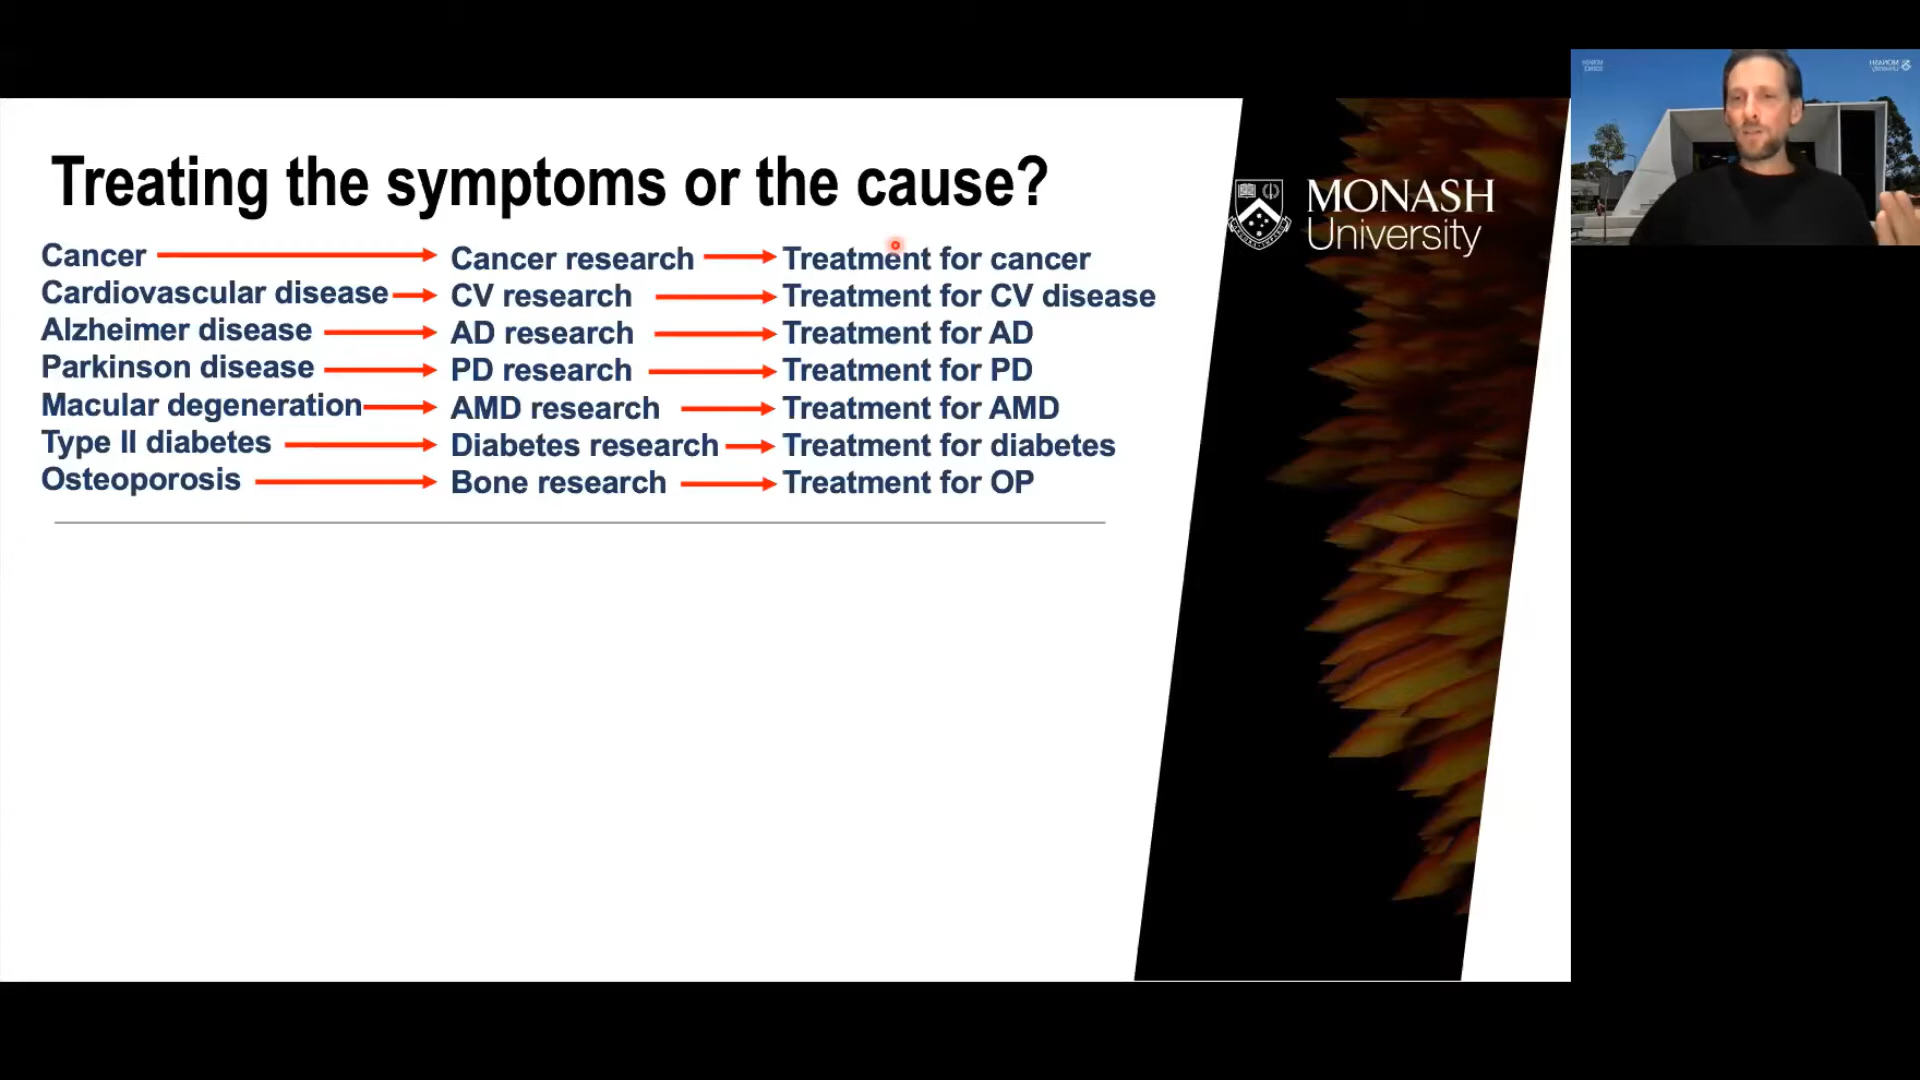 Treating the symptoms or the cause?
Cancer Cancer research Treatment for cancer
Cardiovascular disease CV research Treatment for CV disease
Alzheimer disease AD research Treatment for AD
Parkinson disease PD research Treatment for PD
Macular degeneration AMD research Treatment for AMD
Type II diabetes Diabetes research Treatment for diabetes
Osteoporosis Bone research Treatment for OP
MONASH
University
MONASH
University